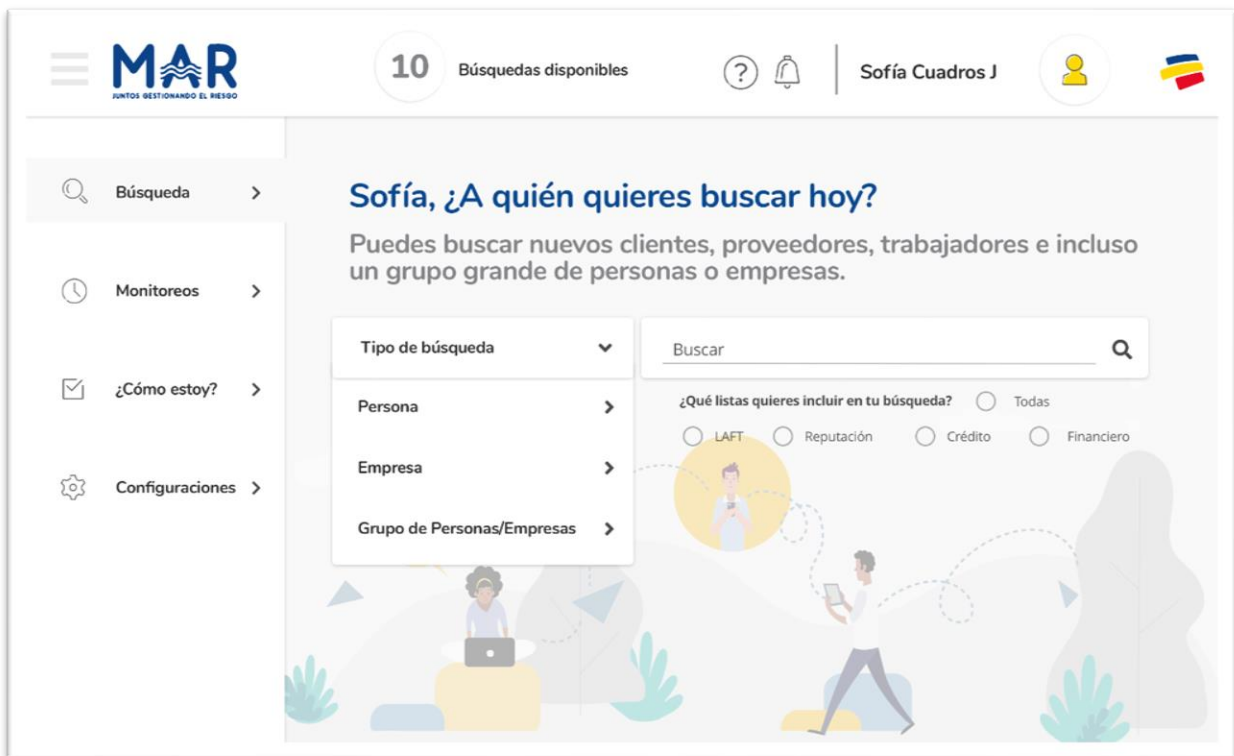 MAR
JUNTOS GESTIONANDO EL RIESGO
10 Búsquedas disponibles
?
Sofía Cuadros J
Búsqueda
Monitoreos
¿Cómo estoy?
Configuraciones
Sofía, ¿A quién quieres buscar hoy?
Puedes buscar nuevos clientes, proveedores, trabajadores e incluso
un grupo grande de personas o empresas.
Tipo de búsqueda
Persona
Empresa
Grupo de Personas/Empresas
Buscar
¿Qué listas quieres incluir en tu búsqueda? Todas
LAFT Reputación Crédito Financiero